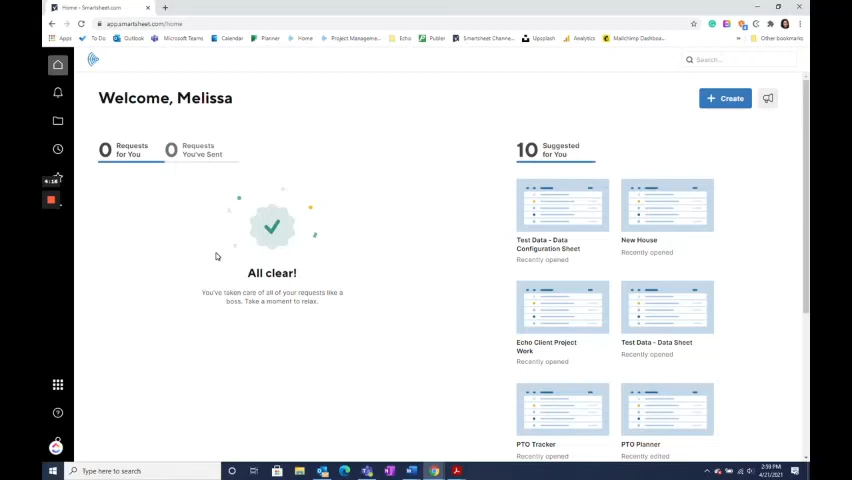 Home - Smartsheet.com
app.smartsheet.com/home
Apps
To Do
Outlook
Microsoft Teams
Calendar
Planner
Home
Project Manageme...
Echo
Publer
Smartsheet Channe...
Upsplash
Analytics
Mailchimp Dashboa...
Other bookmarks
Search...
Welcome, Melissa
Create
0 Requests for You
0 Requests You've Sent
10 Suggested for You
4:16
All clear!
You've taken care of all of your requests like a
boss. Take a moment to relax.
Test Data - Data
Configuration Sheet
Recently opened
New House
Recently opened
Echo Client Project
Work
Recently opened
Test Data - Data Sheet
Recently opened
PTO Tracker
Recently opened
PTO Planner
Recently edited
Type here to search
2:59 PM
4/21/2021